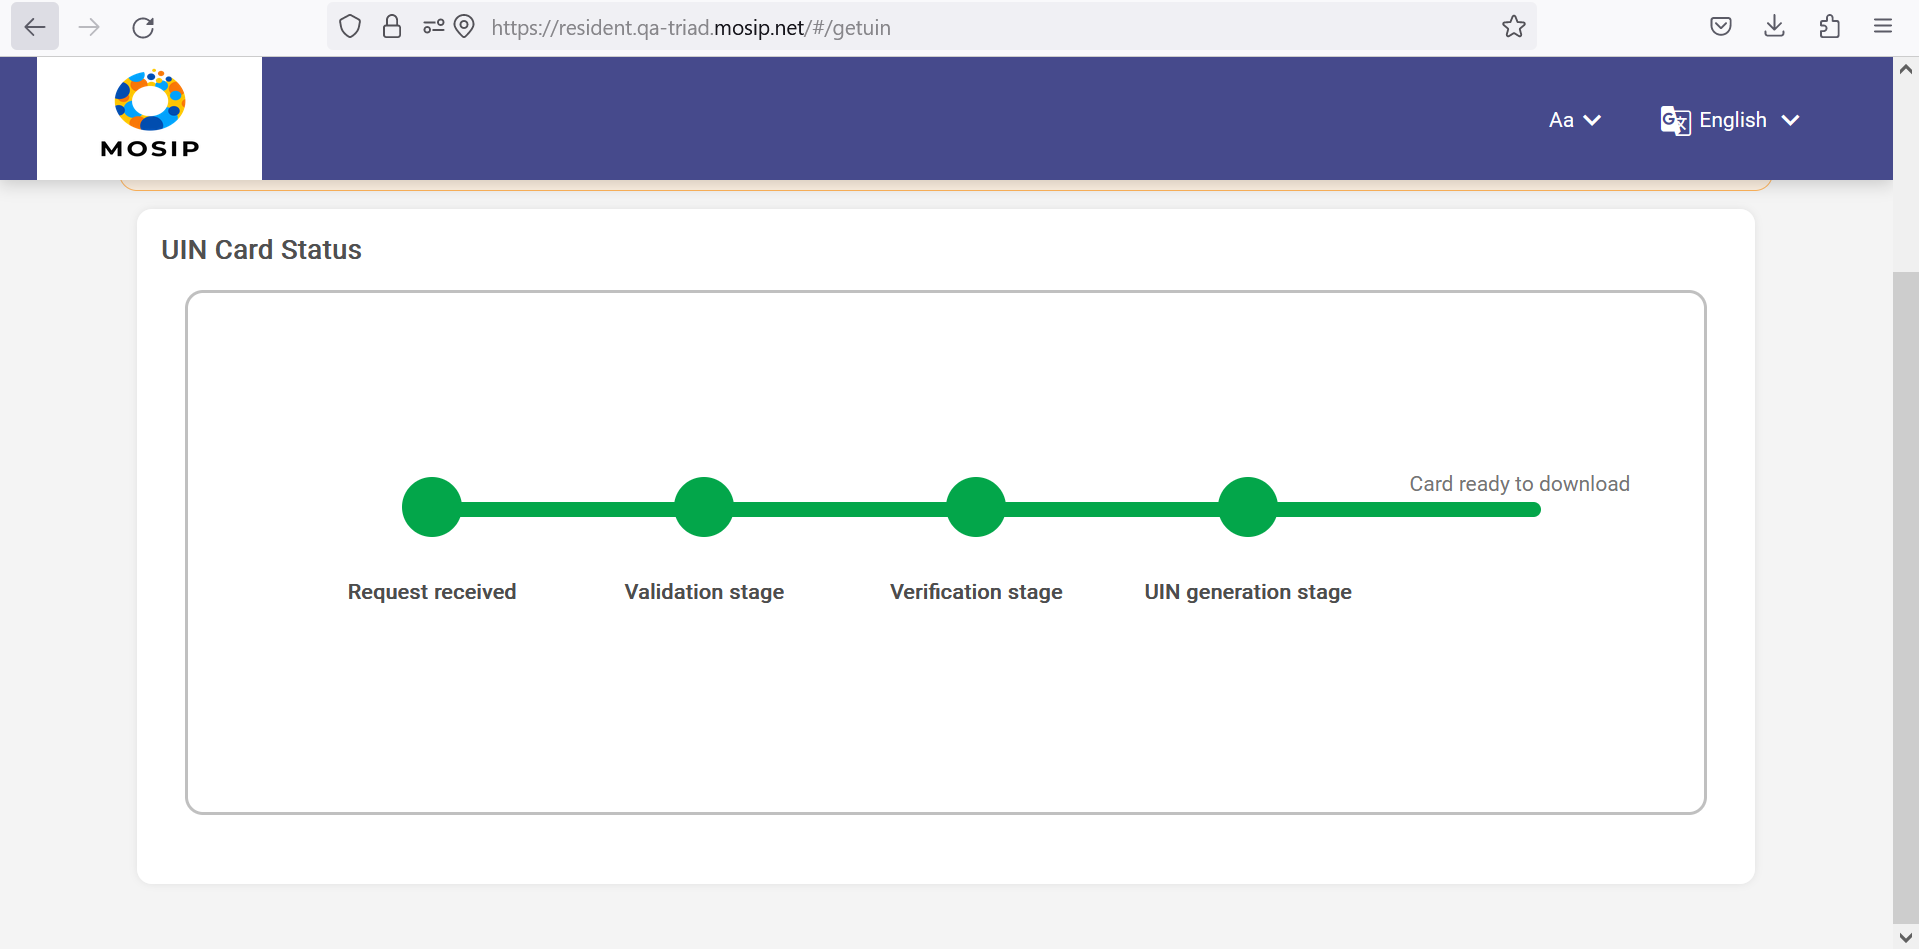 https://resident.qa-triad.mosip.net/#/getuin
MOSIP
Aa
English
UIN Card Status
Card ready to download
Request received
Validation stage
Verification stage
UIN generation stage